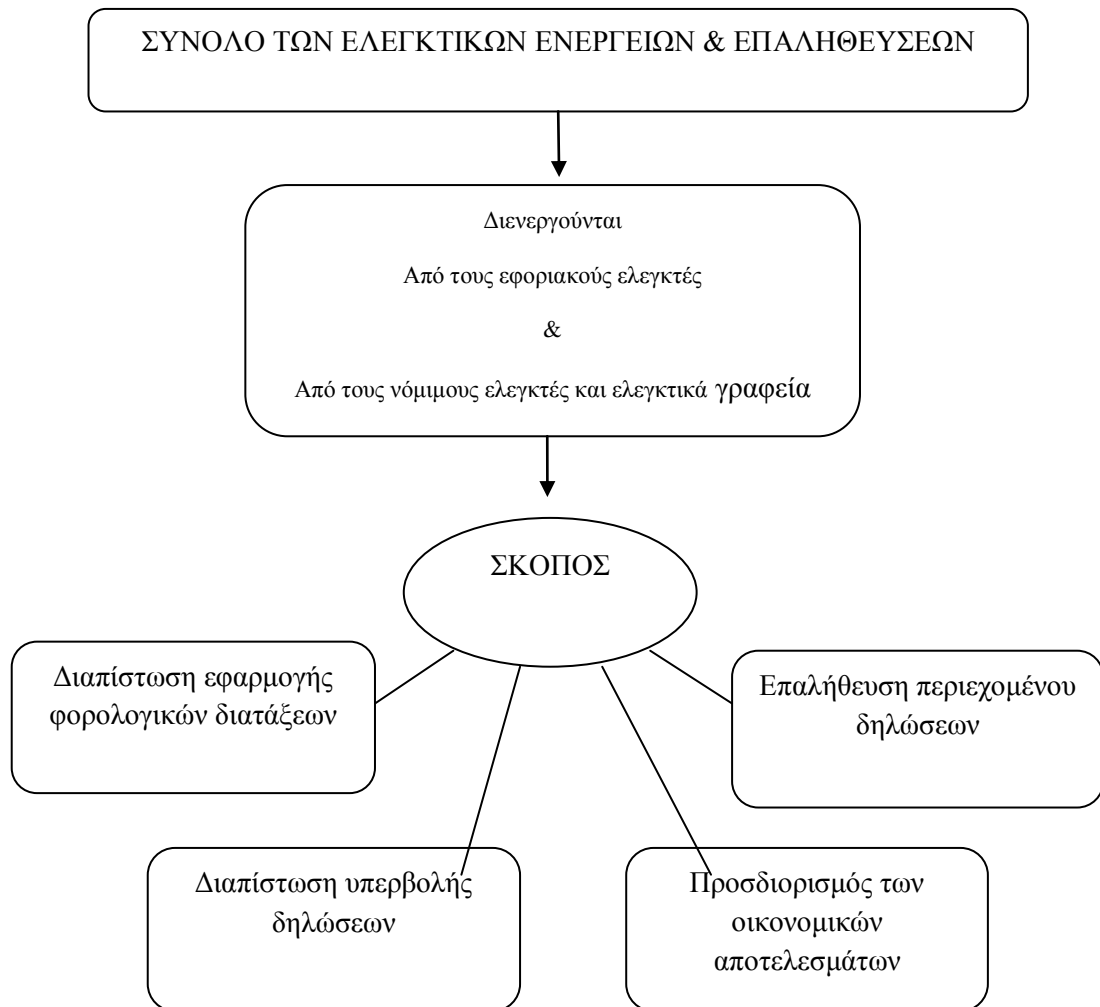 ΣΥΝΟΛΟ ΤΩΝ ΕΛΕΓΚΤΙΚΩΝ ΕΝΕΡΓΕΙΩΝ & ΕΠΑΛΗΘΕΥΣΕΩΝ
Διενεργούνται
Από τους εφοριακούς ελεγκτές
&
Από τους νόμιμους ελεγκτές και ελεγκτικά γραφεία
ΣΚΟΠΟΣ
Διαπίστωση εφαρμογής
φορολογικών διατάξεων
Επαλήθευση περιεχομένου
δηλώσεων
Διαπίστωση υπερβολής
δηλώσεων
Προσδιορισμός των
οικονομικών
αποτελεσμάτων